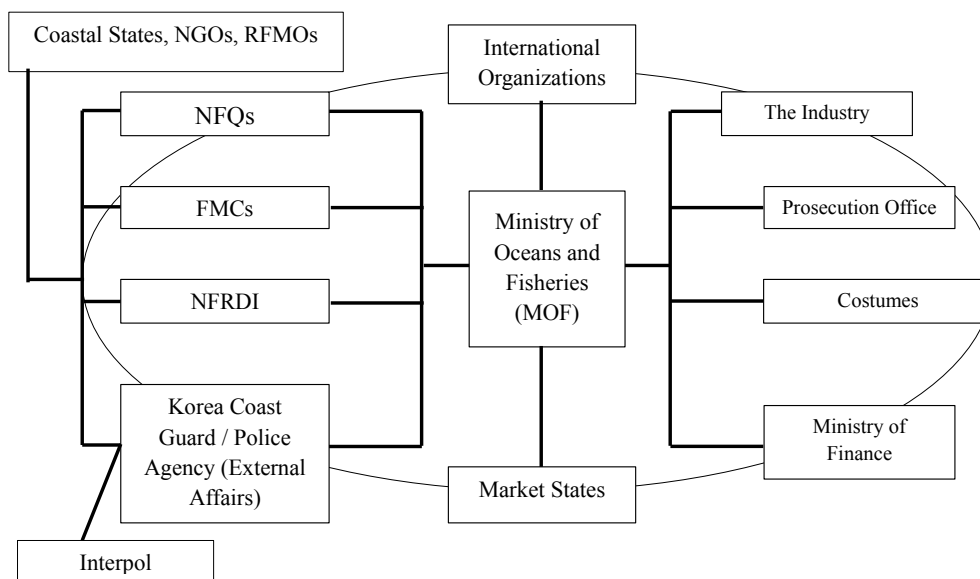 Coastal States, NGOs, RFMOs
International
Organizations
NFQs
The Industry
FMCs
Ministry of
Oceans and
Fisheries
(MOF)
Prosecution Office
NFRDI
Costumes
Korea Coast
Guard / Police
Agency (External
Affairs)
Ministry of
Finance
Market States
Interpol